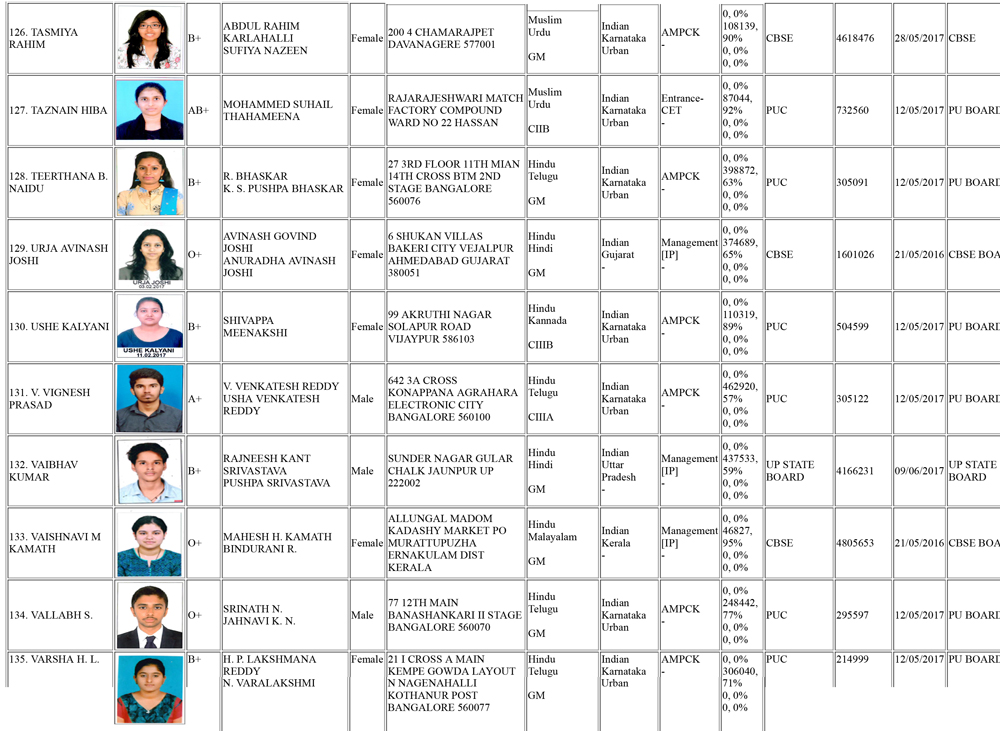 126. TASMIYA
RAHIM
B+
ABDUL RAHIM
KARLAHALLI
SUFIYA NAZEEN
Female
200 4 CHAMARAJPET
DAVANAGERE 577001
Muslim
Urdu
GM
Indian
Karnataka
Urban
AMPCK
-
0, 0%
108139,
90%
0, 0%
0, 0%
CBSE
4618476
28/05/2017
CBSE
127. TAZNAIN HIBA
AB+
MOHAMMED SUHAIL
THAHAMEENA
Female
RAJARAJESHWARI MATCH
FACTORY COMPOUND
WARD NO 22 HASSAN
Muslim
Urdu
CIIB
Indian
Karnataka
Urban
Entrance-
CET
-
0, 0%
87044,
92%
0, 0%
0, 0%
PUC
732560
12/05/2017
PU BOARD
128. TEERTHANA B.
NAIDU
B+
R. BHASKAR
K. S. PUSHPA BHASKAR
Female
27 3RD FLOOR 11TH MIAN
14TH CROSS BTM 2ND
STAGE BANGALORE
560076
Hindu
Telugu
GM
Indian
Karnataka
Urban
AMPCK
-
0, 0%
398872,
63%
0, 0%
0, 0%
PUC
305091
12/05/2017
PU BOARD
129. URJA AVINASH
JOSHI
URJA JOSHI
03.02.2017
O+
AVINASH GOVIND
JOSHI
ANURADHA AVINASH
JOSHI
Female
6 SHUKAN VILLAS
BAKERI CITY VEJALPUR
AHMEDABAD GUJARAT
380051
Hindu
Hindi
GM
Indian
Gujarat
-
Management
[IP]
-
0, 0%
374689,
65%
0, 0%
0, 0%
CBSE
1601026
21/05/2016
CBSE BOA
130. USHE KALYANI
USHE KALYANI
11.02.2017
B+
SHIVAPPA
MEENAKSHI
Female
99 AKRUTHI NAGAR
SOLAPUR ROAD
VIJAYPUR 586103
Hindu
Kannada
CIIIB
Indian
Karnataka
Urban
AMPCK
-
0, 0%
110319,
89%
0, 0%
0, 0%
PUC
504599
12/05/2017
PU BOARD
131. V. VIGNESH
PRASAD
A+
V. VENKATESH REDDY
USHA VENKATESH
REDDY
Male
642 3A CROSS
KONAPPANA AGRAHARA
ELECTRONIC CITY
BANGALORE 560100
Hindu
Telugu
CIIIA
Indian
Karnataka
Urban
AMPCK
-
0, 0%
462920,
57%
0, 0%
0, 0%
PUC
305122
12/05/2017
PU BOARD
132. VAIBHAV
KUMAR
B+
RAJNEESH KANT
SRIVASTAVA
PUSHPA SRIVASTAVA
Male
SUNDER NAGAR GULAR
CHALK JAUNPUR UP
222002
Hindu
Hindi
GM
Indian
Uttar
Pradesh
-
Management
[IP]
-
0, 0%
437533,
59%
0, 0%
0, 0%
UP STATE
BOARD
4166231
09/06/2017
UP STATE
BOARD
133. VAISHNAVI M
KAMATH
O+
MAHESH H. KAMATH
BINDURANI R.
Female
ALLUNGAL MADOM
KADASHY MARKET PO
MURATTUPUZHA
ERNAKULAM DIST
KERALA
Hindu
Malayalam
GM
Indian
Kerala
-
Management
[IP]
-
0, 0%
46827,
95%
0, 0%
0, 0%
CBSE
4805653
21/05/2016
CBSE BOA
134. VALLABH S.
O+
SRINATH N.
JAHNAVI K. N.
Male
77 12TH MAIN
BANASHANKARI II STAGE
BANGALORE 560070
Hindu
Telugu
GM
Indian
Karnataka
Urban
AMPCK
-
0, 0%
248442,
77%
0, 0%
0, 0%
PUC
295597
12/05/2017
PU BOARD
135. VARSHA H. L.
B+
H. P. LAKSHMANA
REDDY
N. VARALAKSHMI
Female
21 I CROSS A MAIN
KEMPE GOWDA LAYOUT
N NAGENAHALLI
KOTHANUR POST
BANGALORE 560077
Hindu
Telugu
GM
Indian
Karnataka
Urban
AMPCK
-
0, 0%
306040,
71%
0, 0%
0, 0%
PUC
214999
12/05/2017
PU BOARD